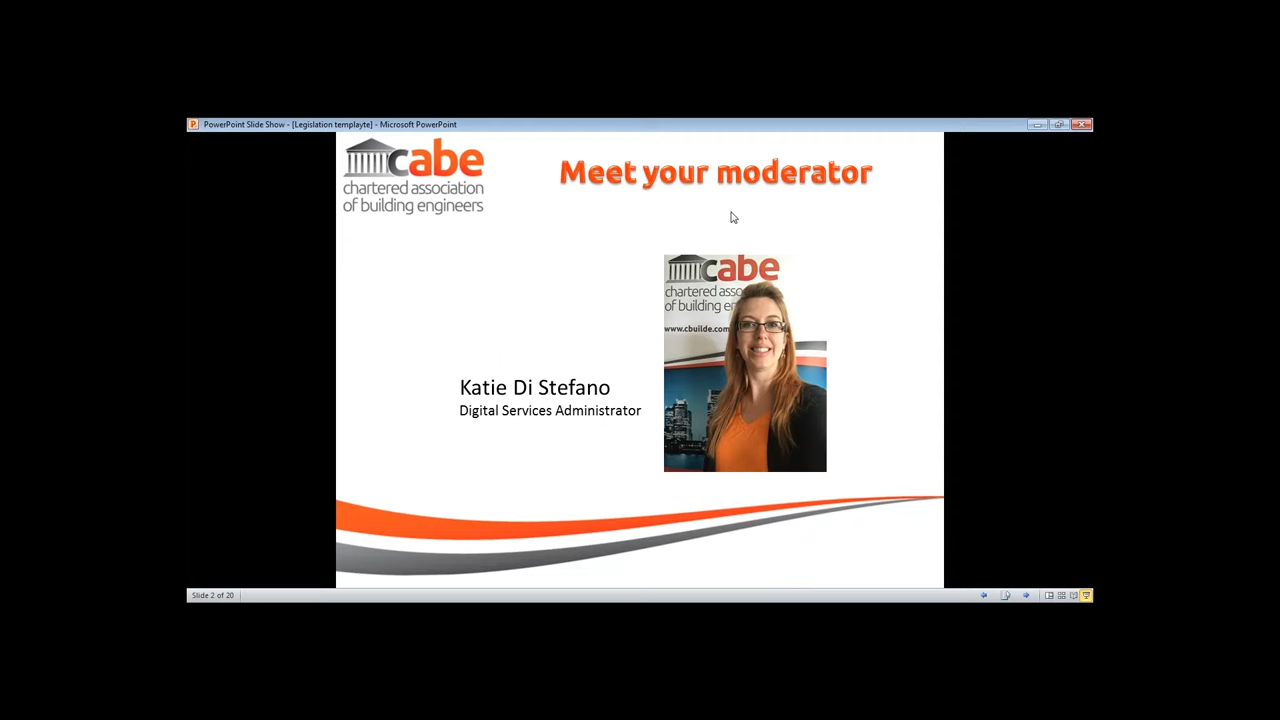 PowerPoint Slide Show - [Legislation templayte] - Microsoft PowerPoint
cabe
chartered association
of building engineers
Meet your moderator
cabe
chartered asso
of building en
www.cbuilde.com
Katie Di Stefano
Digital Services Administrator
Slide 2 of 20